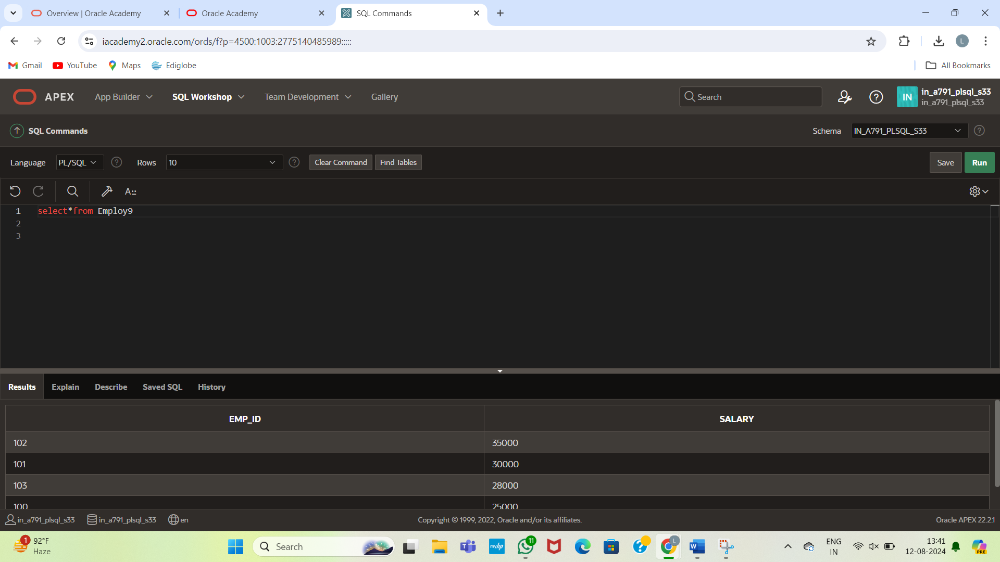 Overview | Oracle Academy
Oracle Academy
SQL Commands
iacademy2.oracle.com/ords/f?p=4500:1003:2775140485989:::::
L
Gmail
YouTube
Maps
Ediglobe
All Bookmarks
APEX
App Builder
SQL Workshop
Team Development
Gallery
Search
IN
in_a791_plsql_s33
in_a791_plsql_s33
SQL Commands
Schema
IN_A791_PLSQL_S33
Language
PL/SQL
Rows
10
Clear Command
Find Tables
Save
Run
A::
1 select*from Employ9
2
3
Results
Explain
Describe
Saved SQL
History
EMP_ID SALARY
102 35000
101 30000
103 28000
100 25000
in_a791_plsql_s33
in_a791_plsql_s33
en
Copyright © 1999, 2022, Oracle and/or its affiliates.
Oracle APEX 22.2.1
1
92°F
Haze
Search
myhp
11
L
ENG
IN
13:41
12-08-2024
PRE